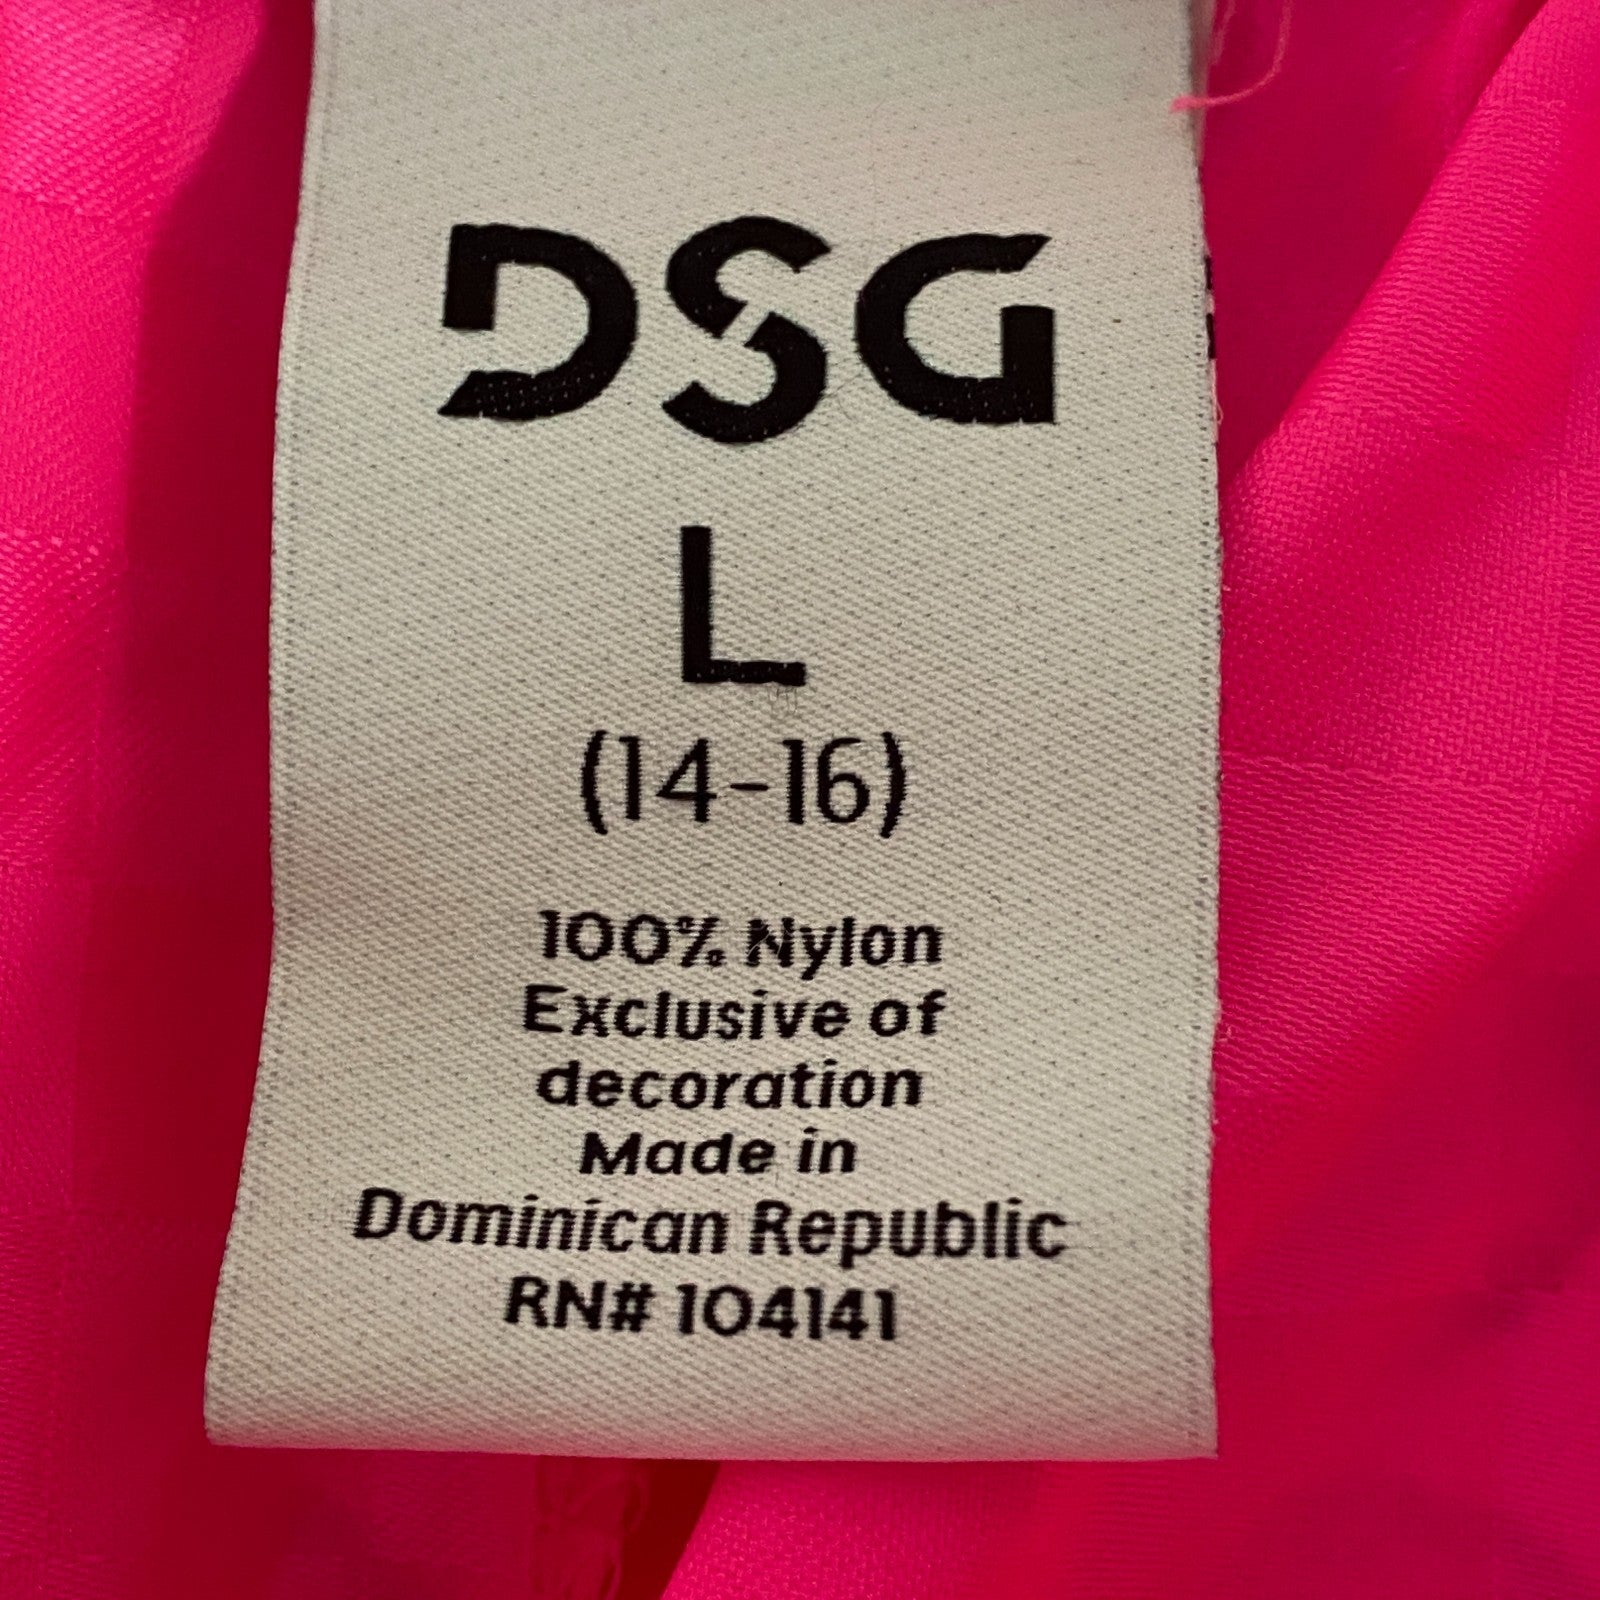 DSG
L
(14-16)
100% Nylon
Exclusive of
decoration
Made in
Dominican Republic
RN# 104141